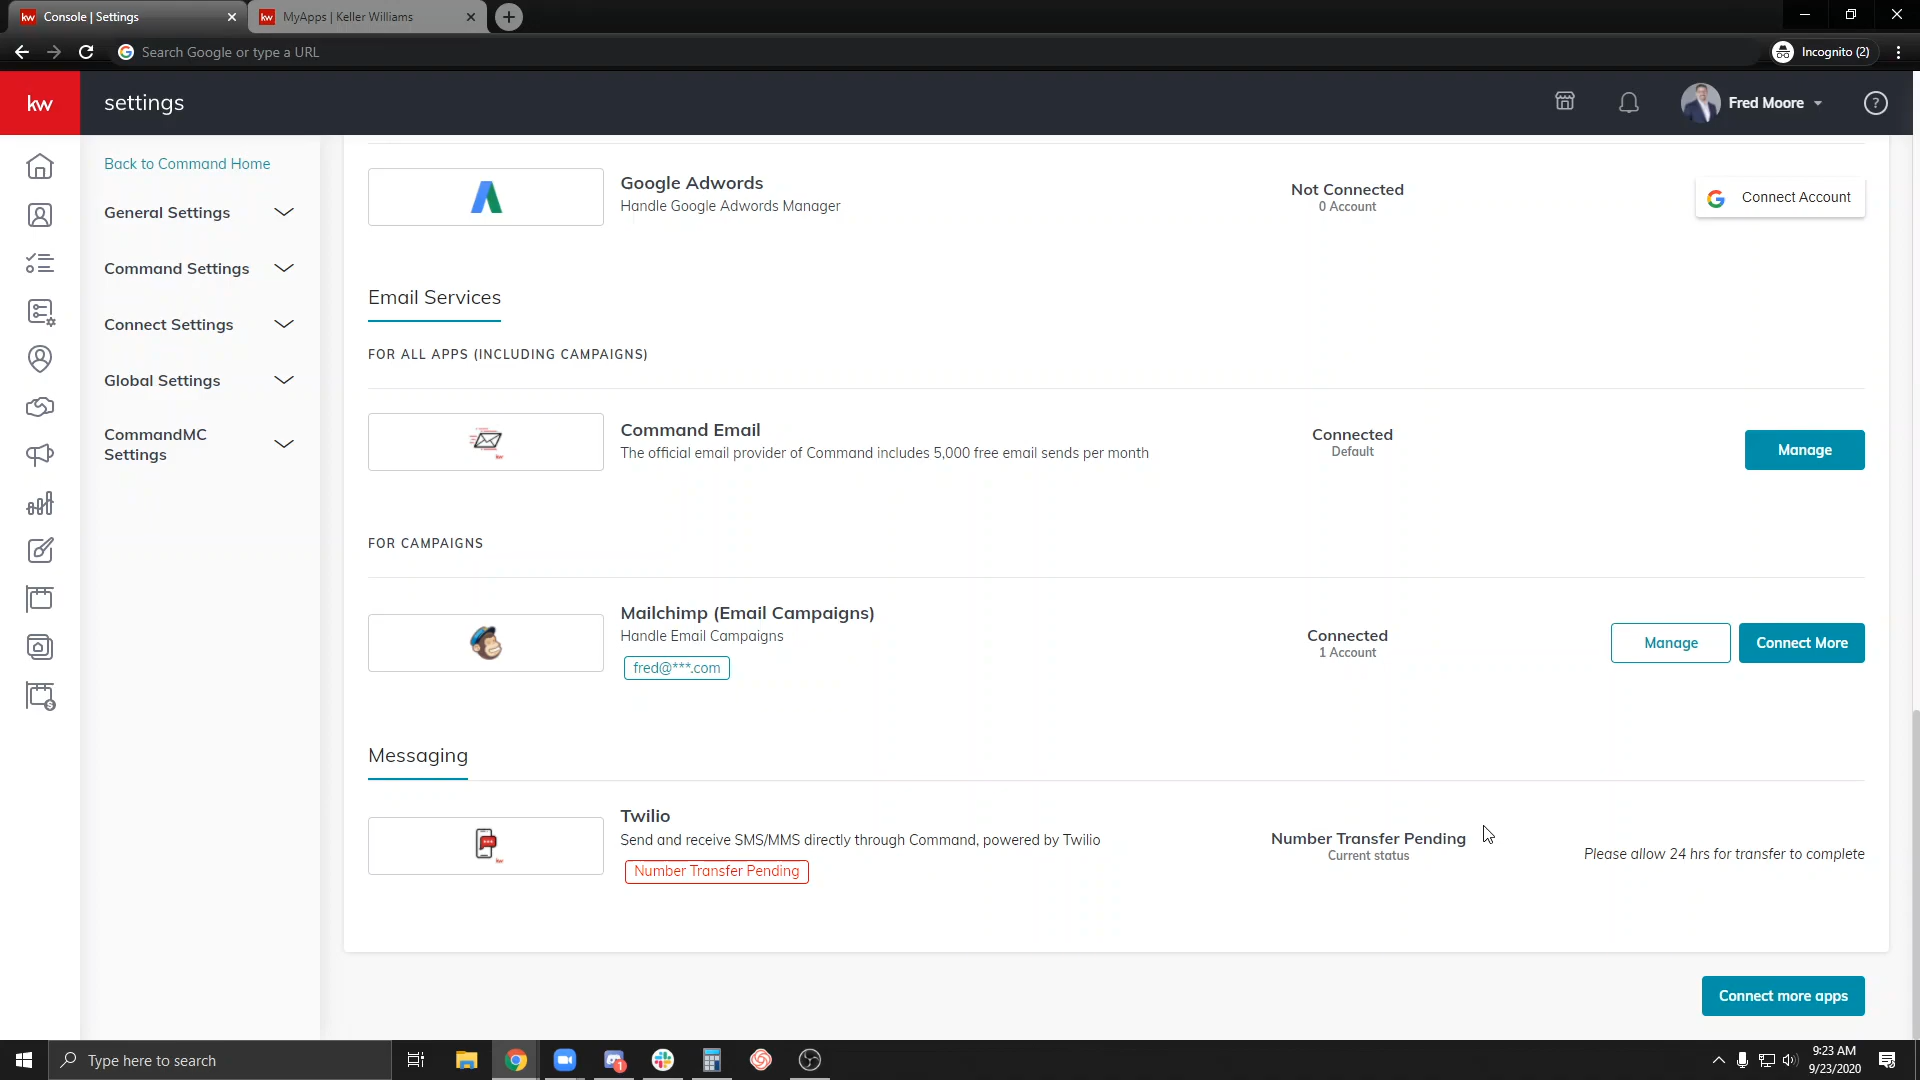 kw Console | Settings
kw MyApps | Keller Williams
Search Google or type a URL
Incognito (2)
kw
settings
Fred Moore
?
Back to Command Home
General Settings
Command Settings
Connect Settings
Global Settings
CommandMC
Settings
Google Adwords
Handle Google Adwords Manager
Not Connected
0 Account
Connect Account
Email Services
FOR ALL APPS (INCLUDING CAMPAIGNS)
Command Email
The official email provider of Command includes 5,000 free email sends per month
Connected
Default
Manage
FOR CAMPAIGNS
Mailchimp (Email Campaigns)
Handle Email Campaigns
fred@***.com
Connected
1 Account
Manage
Connect More
Messaging
Twilio
Send and receive SMS/MMS directly through Command, powered by Twilio
Number Transfer Pending
Number Transfer Pending
Current status
Please allow 24 hrs for transfer to complete
Connect more apps
Type here to search
1
9:23 AM
9/23/2020